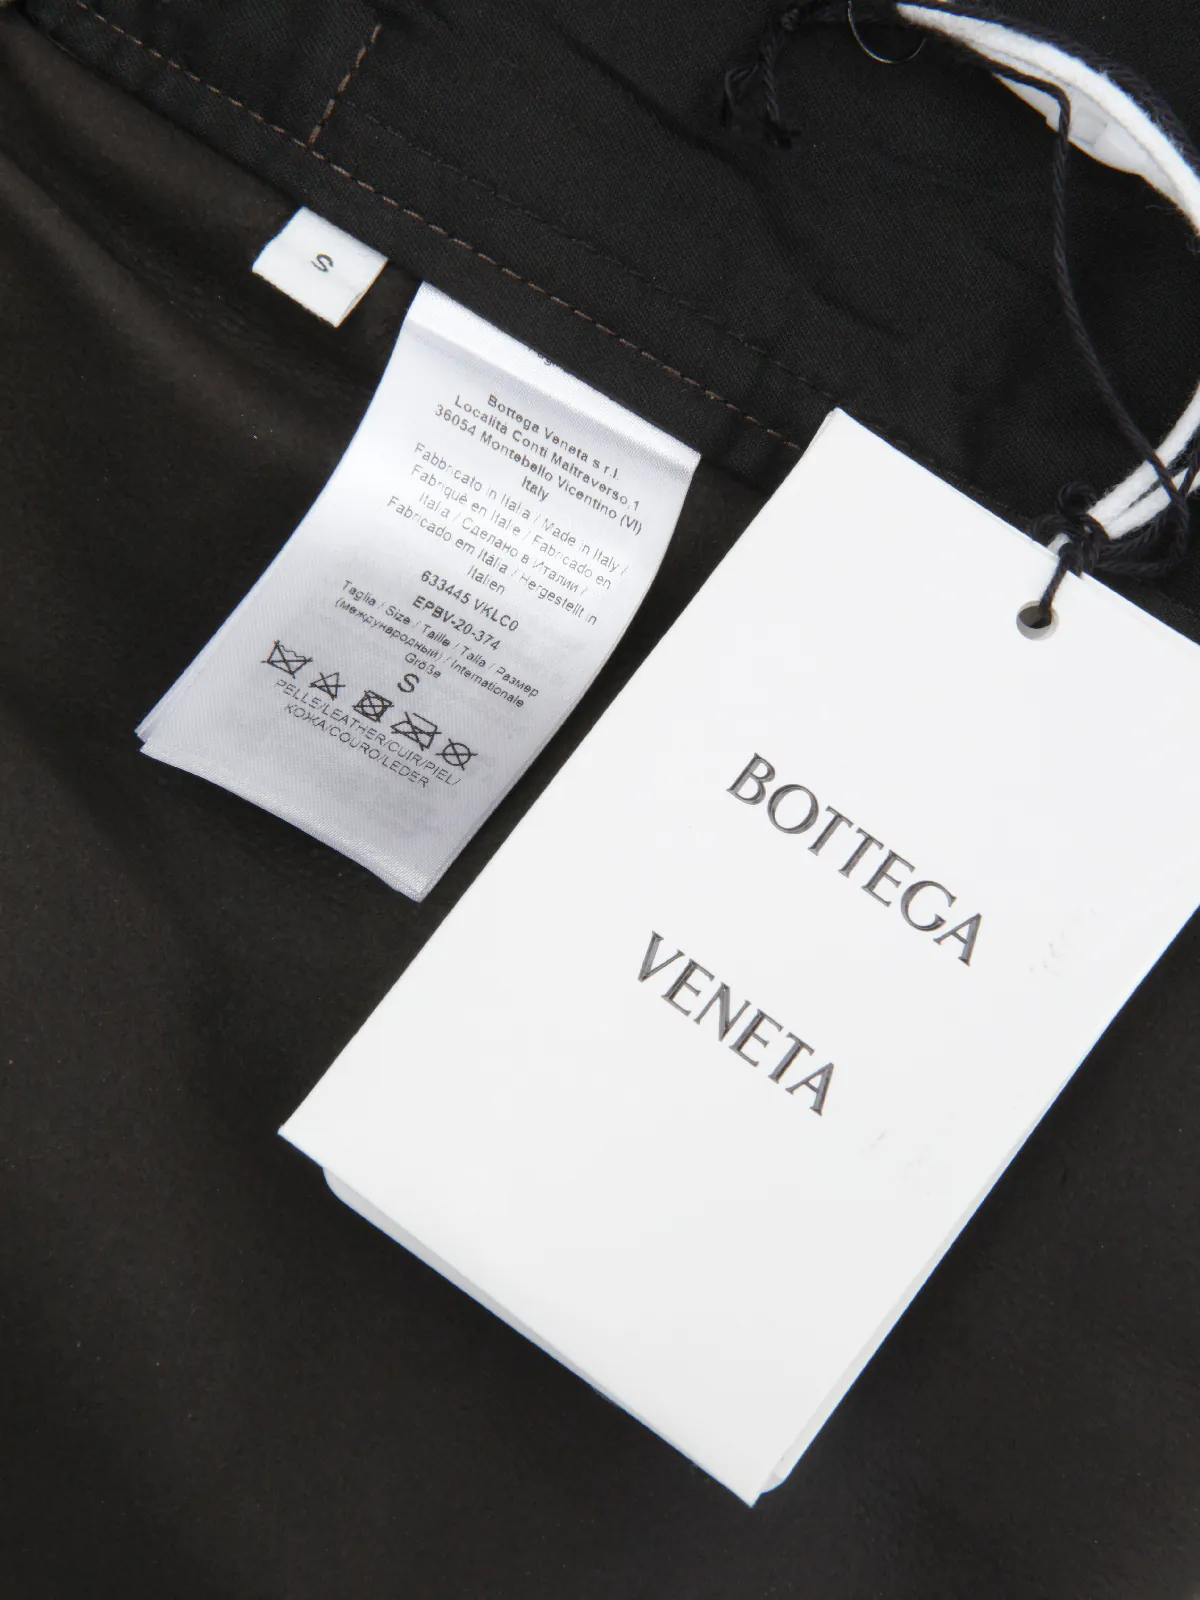 S
Bottega Veneta s.r.l.
Località Conti Maltraverso,1
36054 Montebello Vicentino (VI)
Italy
Fabbricato in Italia / Made in Italy /
Fabriqué en Italie / Fabricado en
Italia / Сделано в Италии /
Fabricado em Itália / Hergestellt in
Italien
633445 VKLC0
EPBV-20-374
Taglia / Size / Taille / Talla / Размер
(международный) / Internationale
Größe
S
PELLE/LEATHER/CUIR/PIEL/
КОЖА/COURO/LEDER
BOTTEGA
VENETA